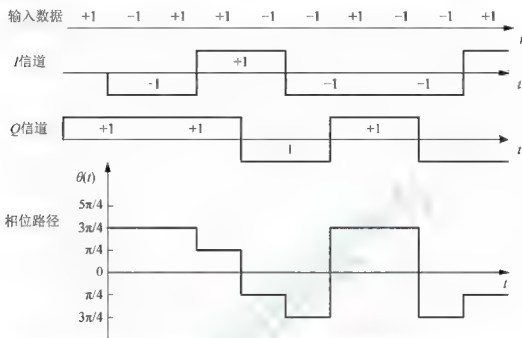 输入数据 +1 -1 +1 +1 -1 -1 +1 -1 -1 +1
I信道 -1 +1 -1 -1 t
Q信道 +1 +1 1 +1 t
θ(t)
5π/4
相位路径
3π/4
π/4
0 t
π/4
3π/4